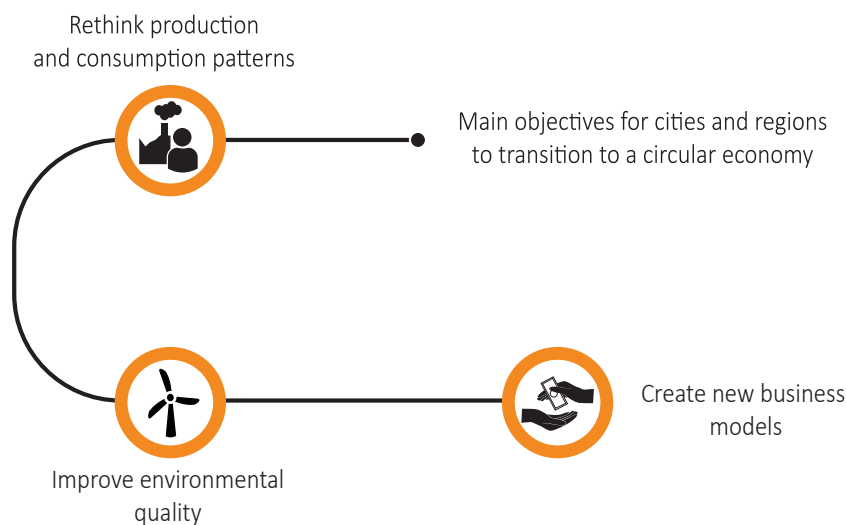 Rethink production
and consumption patterns
Main objectives for cities and regions
to transition to a circular economy
Improve environmental
quality
Create new business
models